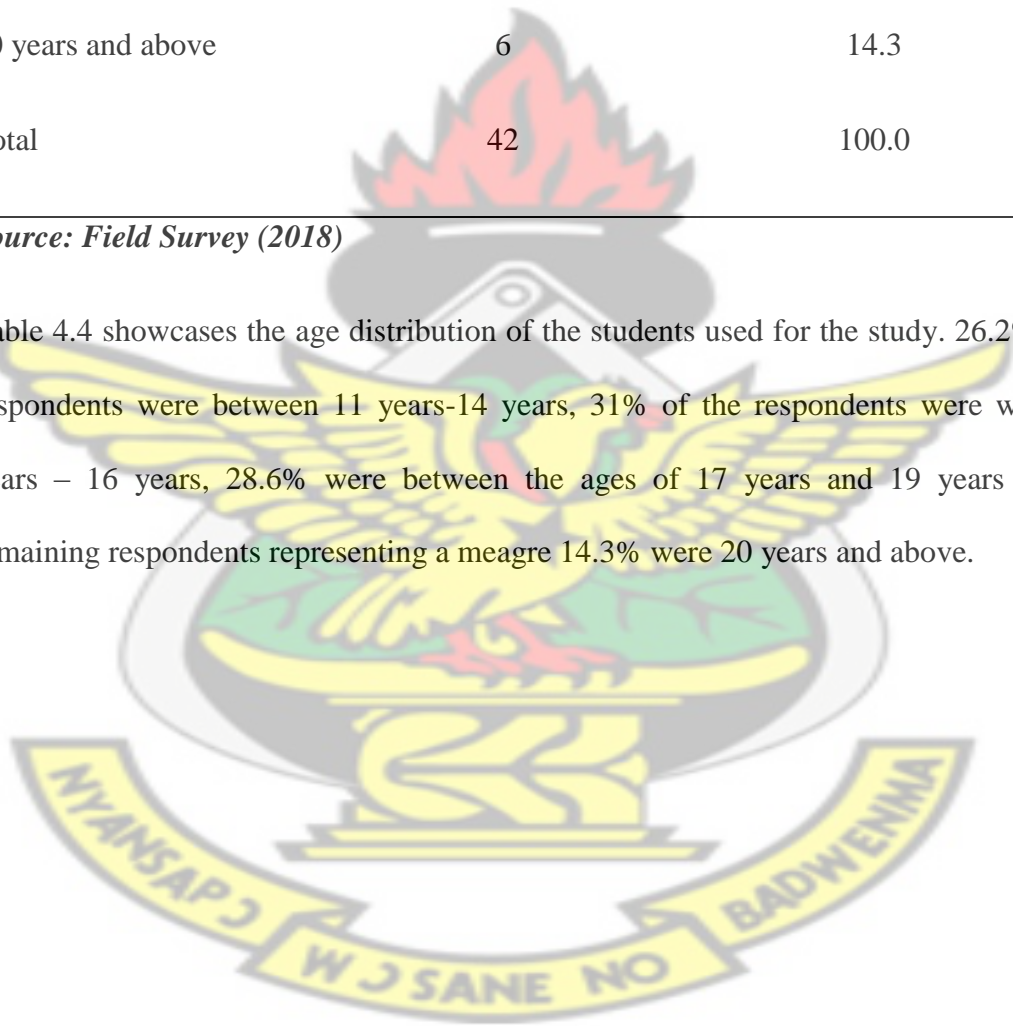 years and above 6 14.3
otal 42 100.0
ource: Field Survey (2018)
able 4.4 showcases the age distribution of the students used for the study. 26.2
spondents were between 11 years-14 years, 31% of the respondents were w
ars – 16 years, 28.6% were between the ages of 17 years and 19 years
maining respondents representing a meagre 14.3% were 20 years and above.
NYANSAPƆ
WƆSANE NO
BADWENMA